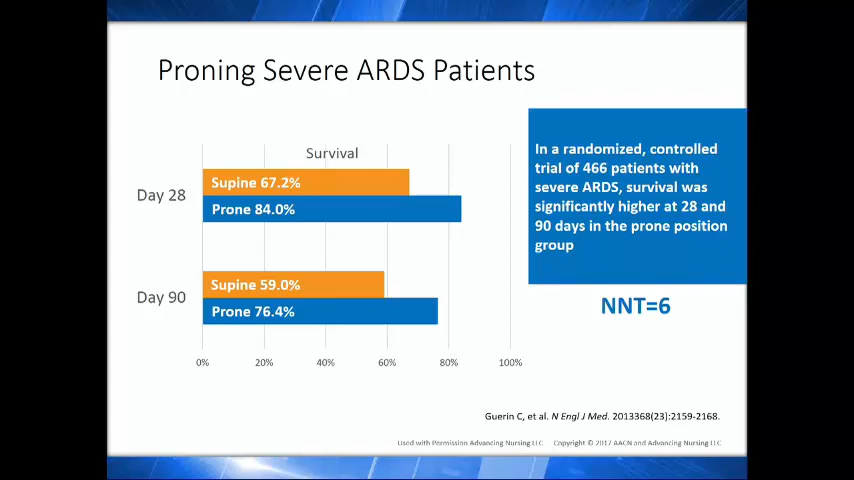 Proning Severe ARDS Patients
Survival
Day 28
Supine 67.2%
Prone 84.0%
Day 90
Supine 59.0%
Prone 76.4%
0%
20%
40%
60%
80%
100%
In a randomized, controlled
trial of 466 patients with
severe ARDS, survival was
significantly higher at 28 and
90 days in the prone position
group
NNT=6
Guerin C, et al. N Engl J Med. 2013368(23):2159-2168.
Used with Permission Advancing Nursing LLC Copyright © 2017 AACN and Advancing Nursing LLC